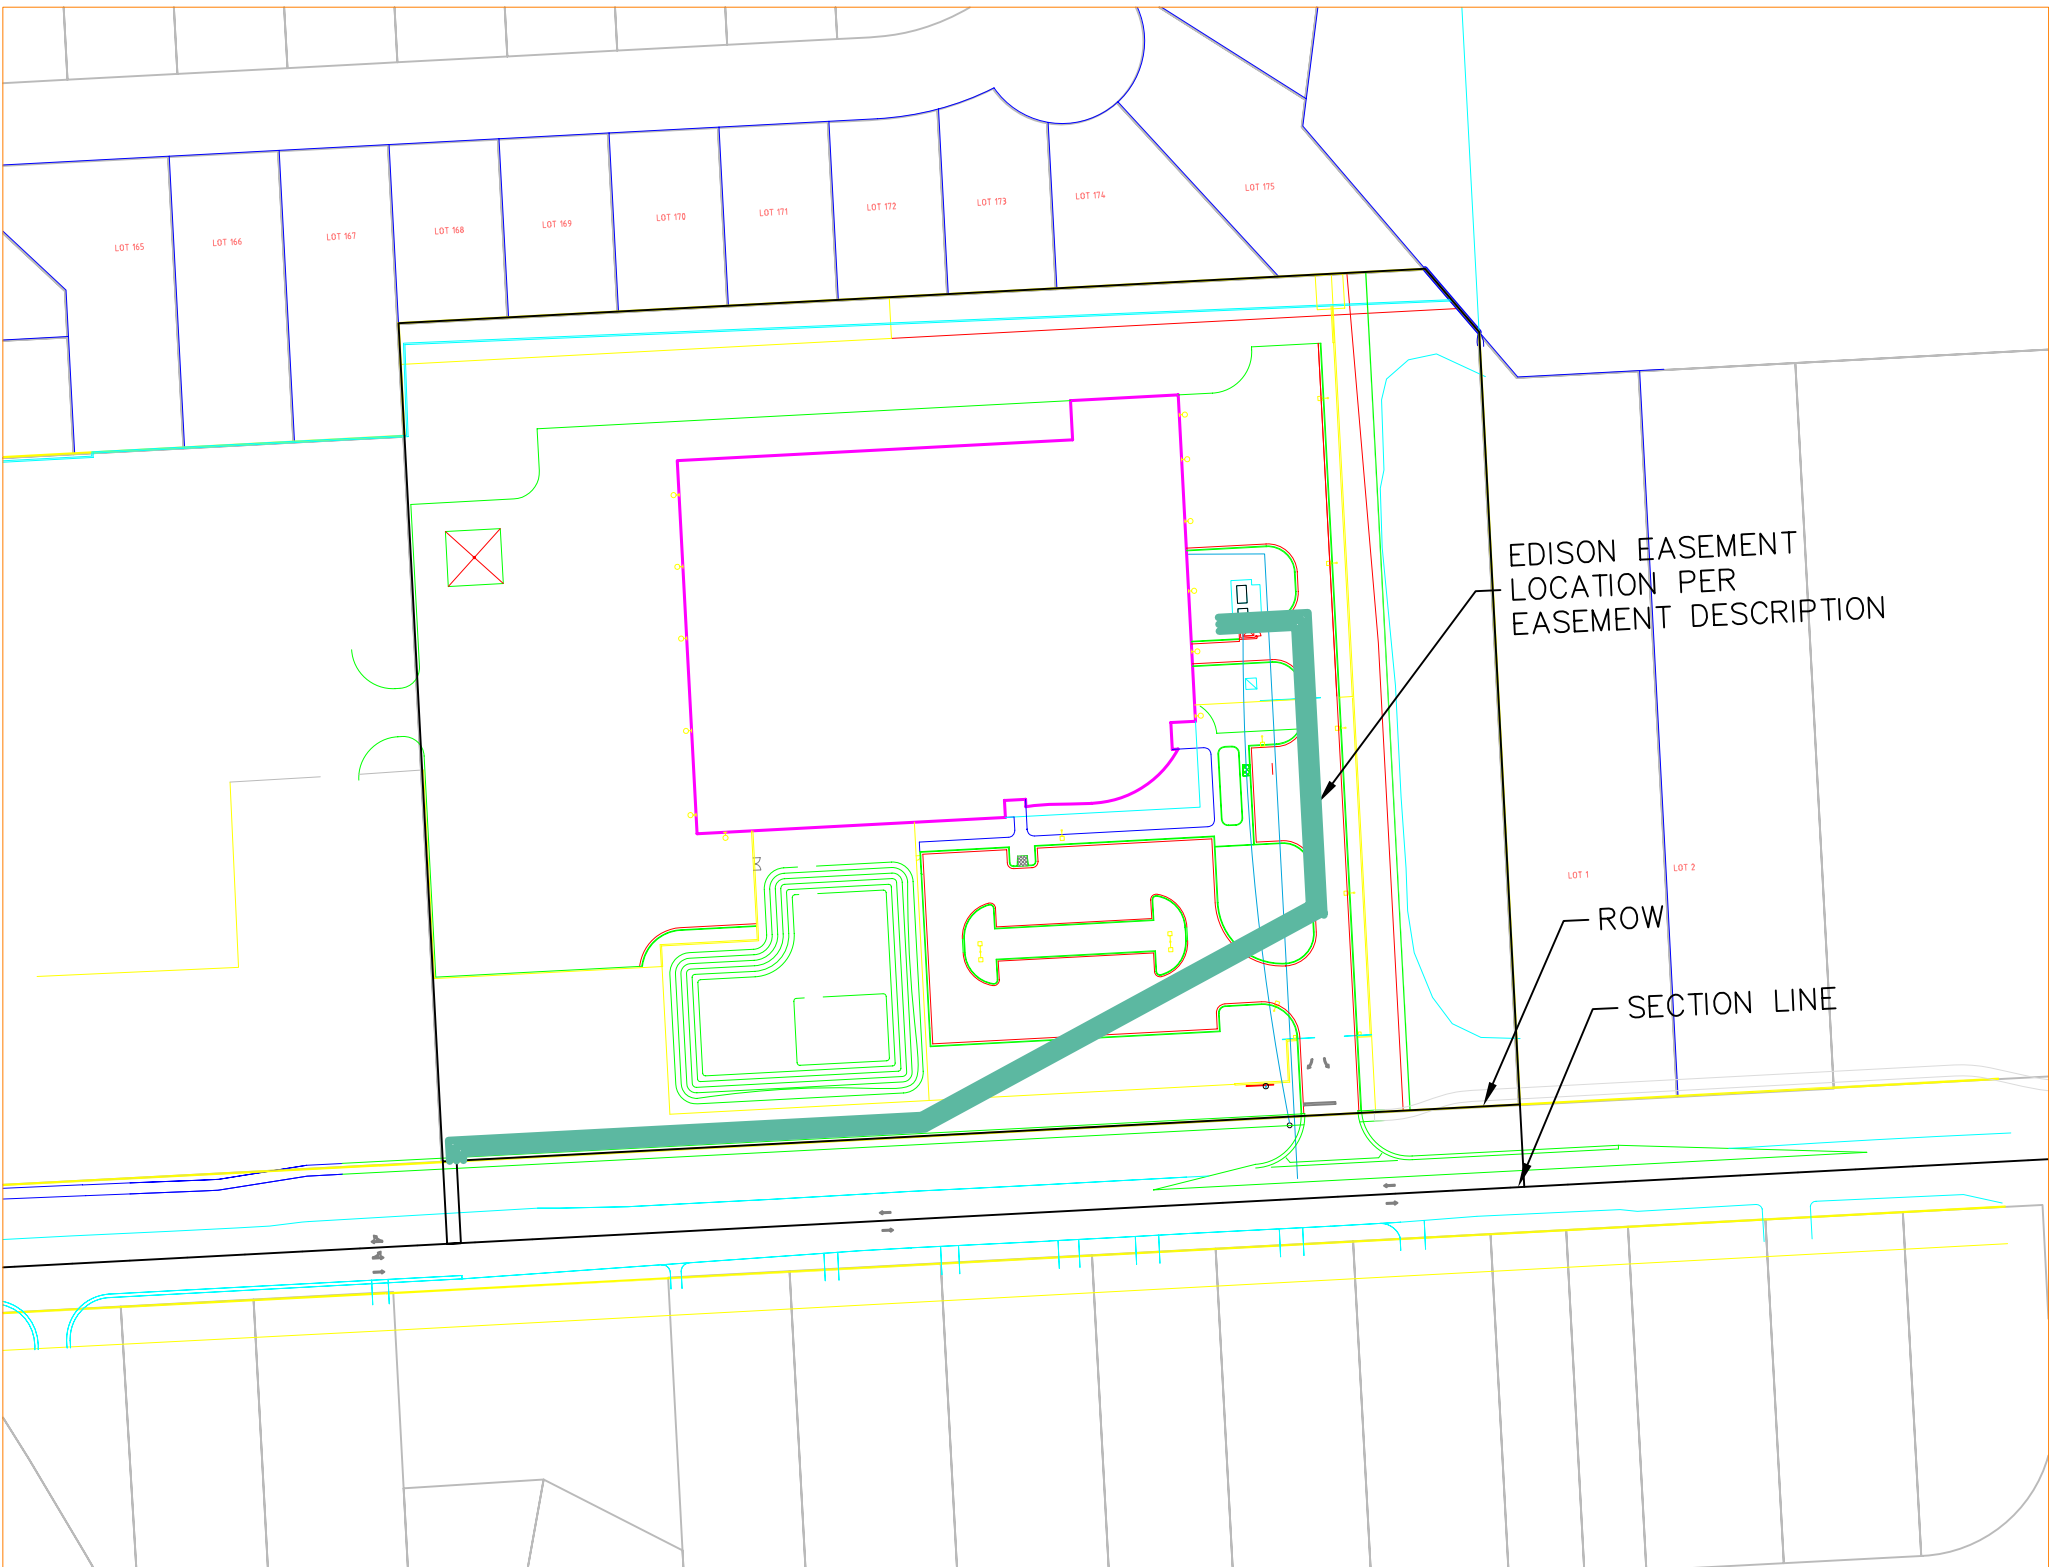 LOT 165
LOT 166
LOT 167
LOT 168
LOT 169
LOT 170
LOT 171
LOT 172
LOT 173
LOT 174
LOT 175
EDISON EASEMENT
LOCATION PER
EASEMENT DESCRIPTION
LOT 1
LOT 2
ROW
SECTION LINE